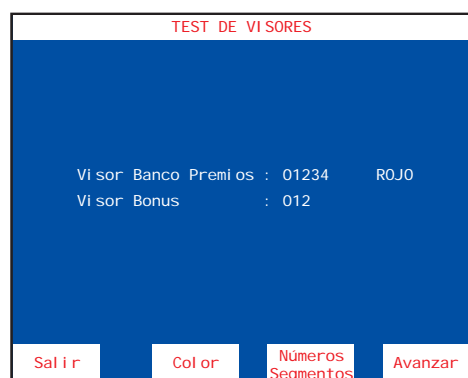 TEST DE VISORES
Visor Banco Premios : 01234 ROJO
Visor Bonus : 012
Salir Color Números Segmentos Avanzar